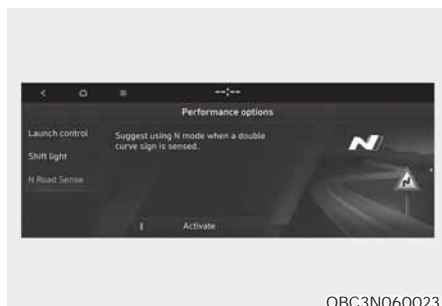 --:--
Performance options
Launch control
Suggest using N mode when a double
curve sign is sensed.
Shift light
N Road Sense
N
Activate
OBC3N060023